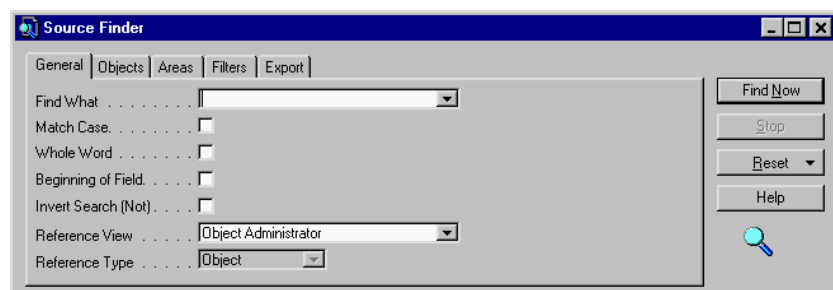 Source Finder
General Objects Areas Filters Export
Find What . . . . . . . .
Match Case. . . . . . . .
Whole Word . . . . . . .
Beginning of Field. . . . .
Invert Search (Not) . . . .
Reference View . . . . . Object Administrator
Reference Type . . . . . Object
Find Now
Stop
Reset
Help